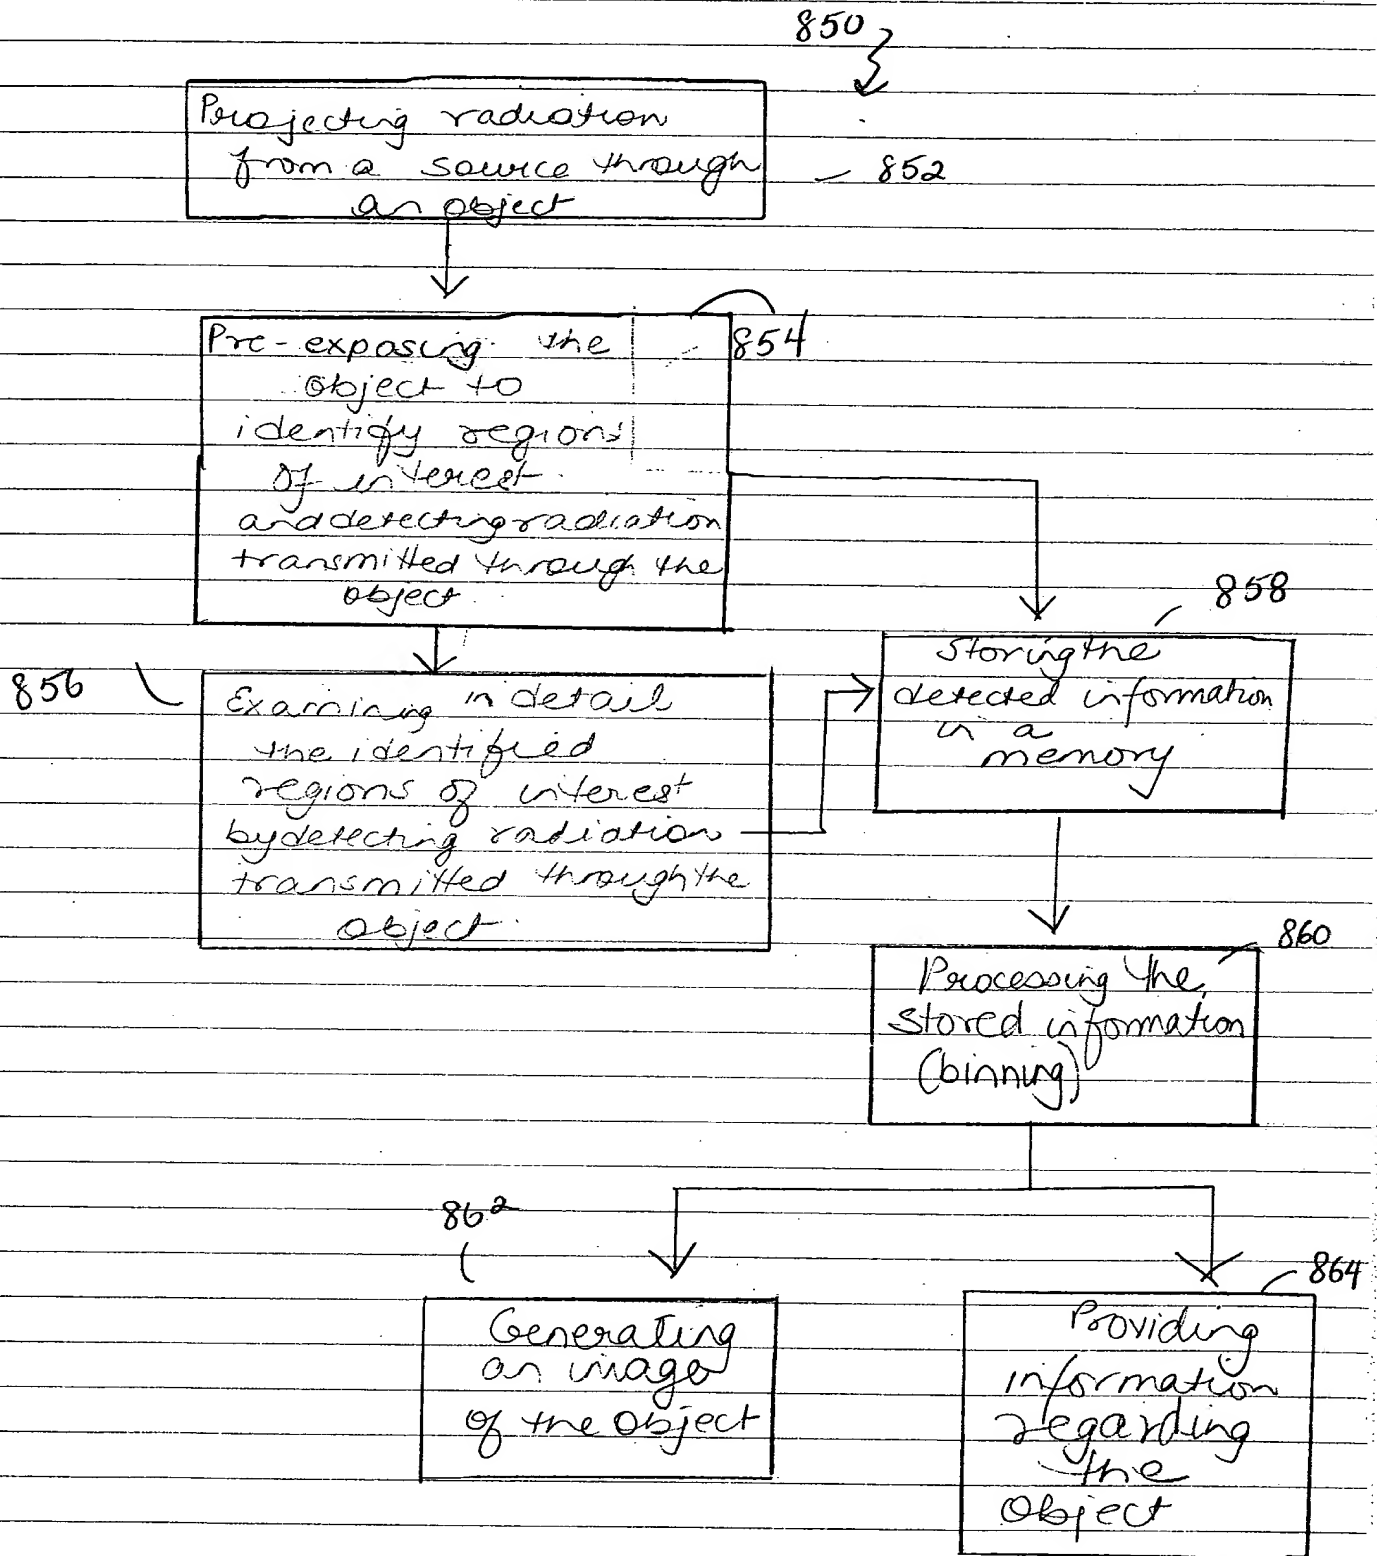 850
Projecting radiation
from a source through
an object
852
Pre-exposing the
object to
identify regions
of interest
and detecting radiation
transmitted through the
object.
854
856
Examining in detail
the identified
regions of interest
by detecting radiation
transmitted through the
object.
858
Storing the
detected information
in a
memory
860
Processing the
stored information
(binning)
862
Generating
an image
of the object
864
Providing
information
regarding
the
object